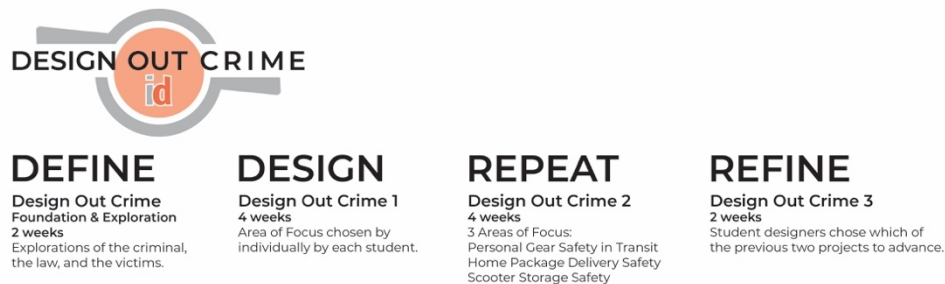 DESIGN OUT CRIME
id
DEFINE
Design Out Crime
Foundation & Exploration
2 weeks
Explorations of the criminal,
the law, and the victims.
DESIGN
Design Out Crime 1
4 weeks
Area of Focus chosen by
individually by each student.
REPEAT
Design Out Crime 2
4 weeks
3 Areas of Focus:
Personal Gear Safety in Transit
Home Package Delivery Safety
Scooter Storage Safety
REFINE
Design Out Crime 3
2 weeks
Student designers chose which of
the previous two projects to advance.